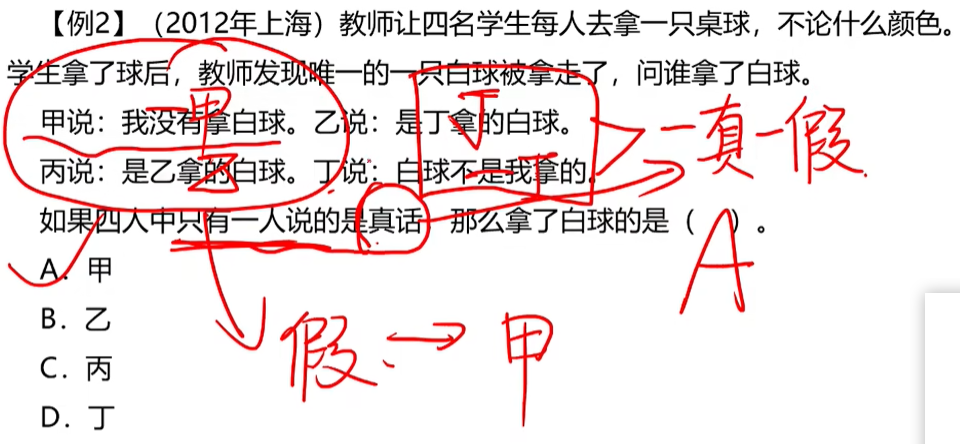 【例2】（2012年上海）教师让四名学生每人去拿一只桌球，不论什么颜色。
学生拿了球后，教师发现唯一的一只白球被拿走了，问谁拿了白球。
甲说：我没有拿白球。乙说：是丁拿的白球。
丙说：是乙拿的白球。丁说：白球不是我拿的。
如果四人中只有一人说的是真话，那么拿了白球的是（ ）。
A．甲
B．乙
C．丙
D．丁
一甲
乙
丁
一丁
一真一假
A
假→甲